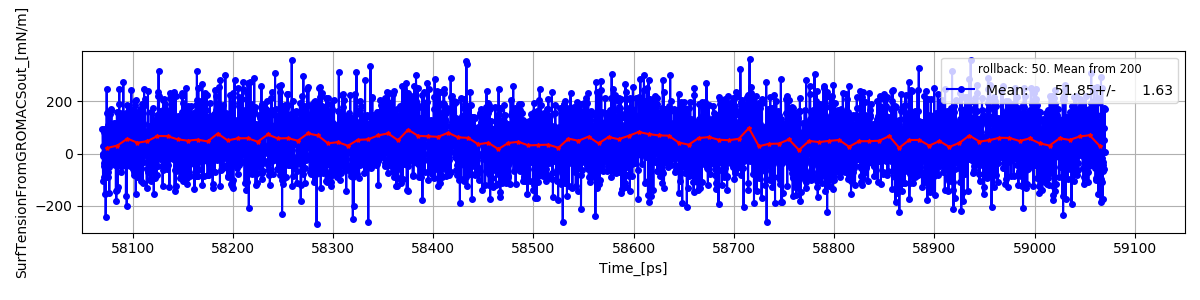 SurfTensionFromGROMACSout_[mN/m]
200
0
−200
rollback: 50. Mean from 200
Mean: 51.85+/- 1.63
58100 58200 58300 58400 58500 58600 58700 58800 58900 59000 59100
Time_[ps]